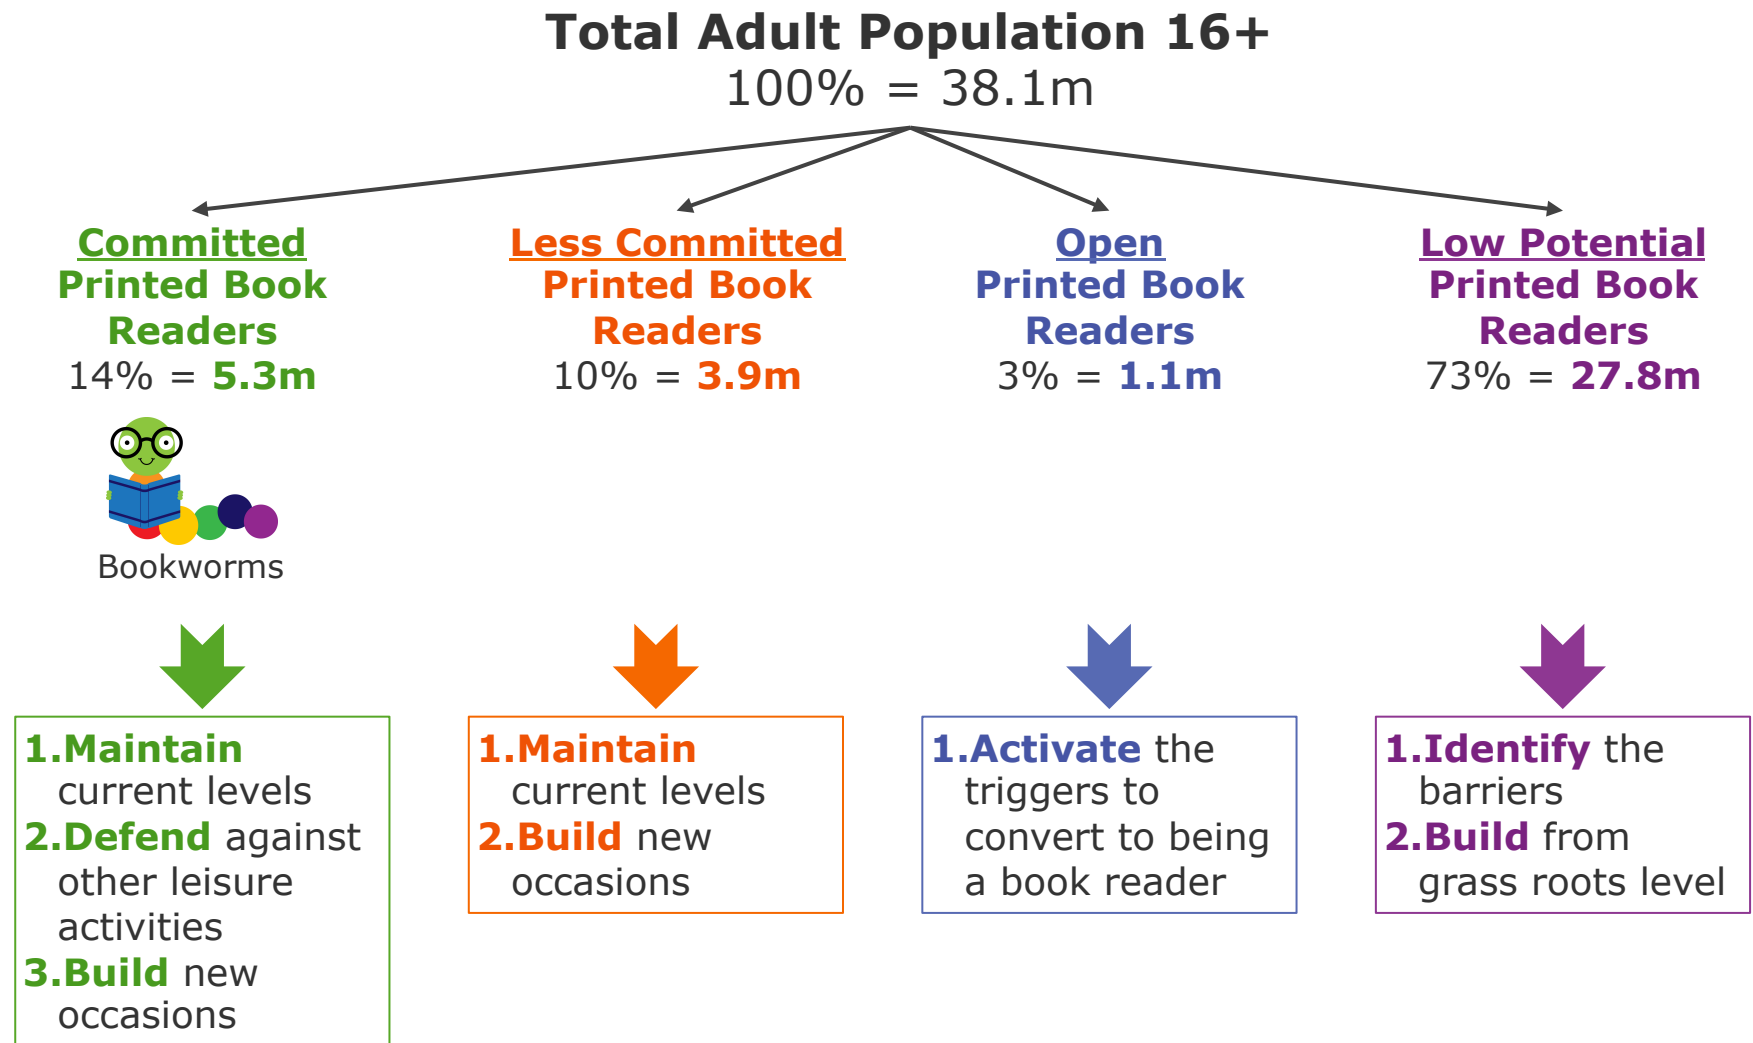 Total Adult Population 16+
100% = 38.1m
Committed
Printed Book
Readers
14% = 5.3m
Less Committed
Printed Book
Readers
10% = 3.9m
Open
Printed Book
Readers
3% = 1.1m
Low Potential
Printed Book
Readers
73% = 27.8m
Bookworms
1.Maintain
current levels
2.Defend against
other leisure
activities
3.Build new
occasions
1.Maintain
current levels
2.Build new
occasions
1.Activate the
triggers to
convert to being
a book reader
1.Identify the
barriers
2.Build from
grass roots level